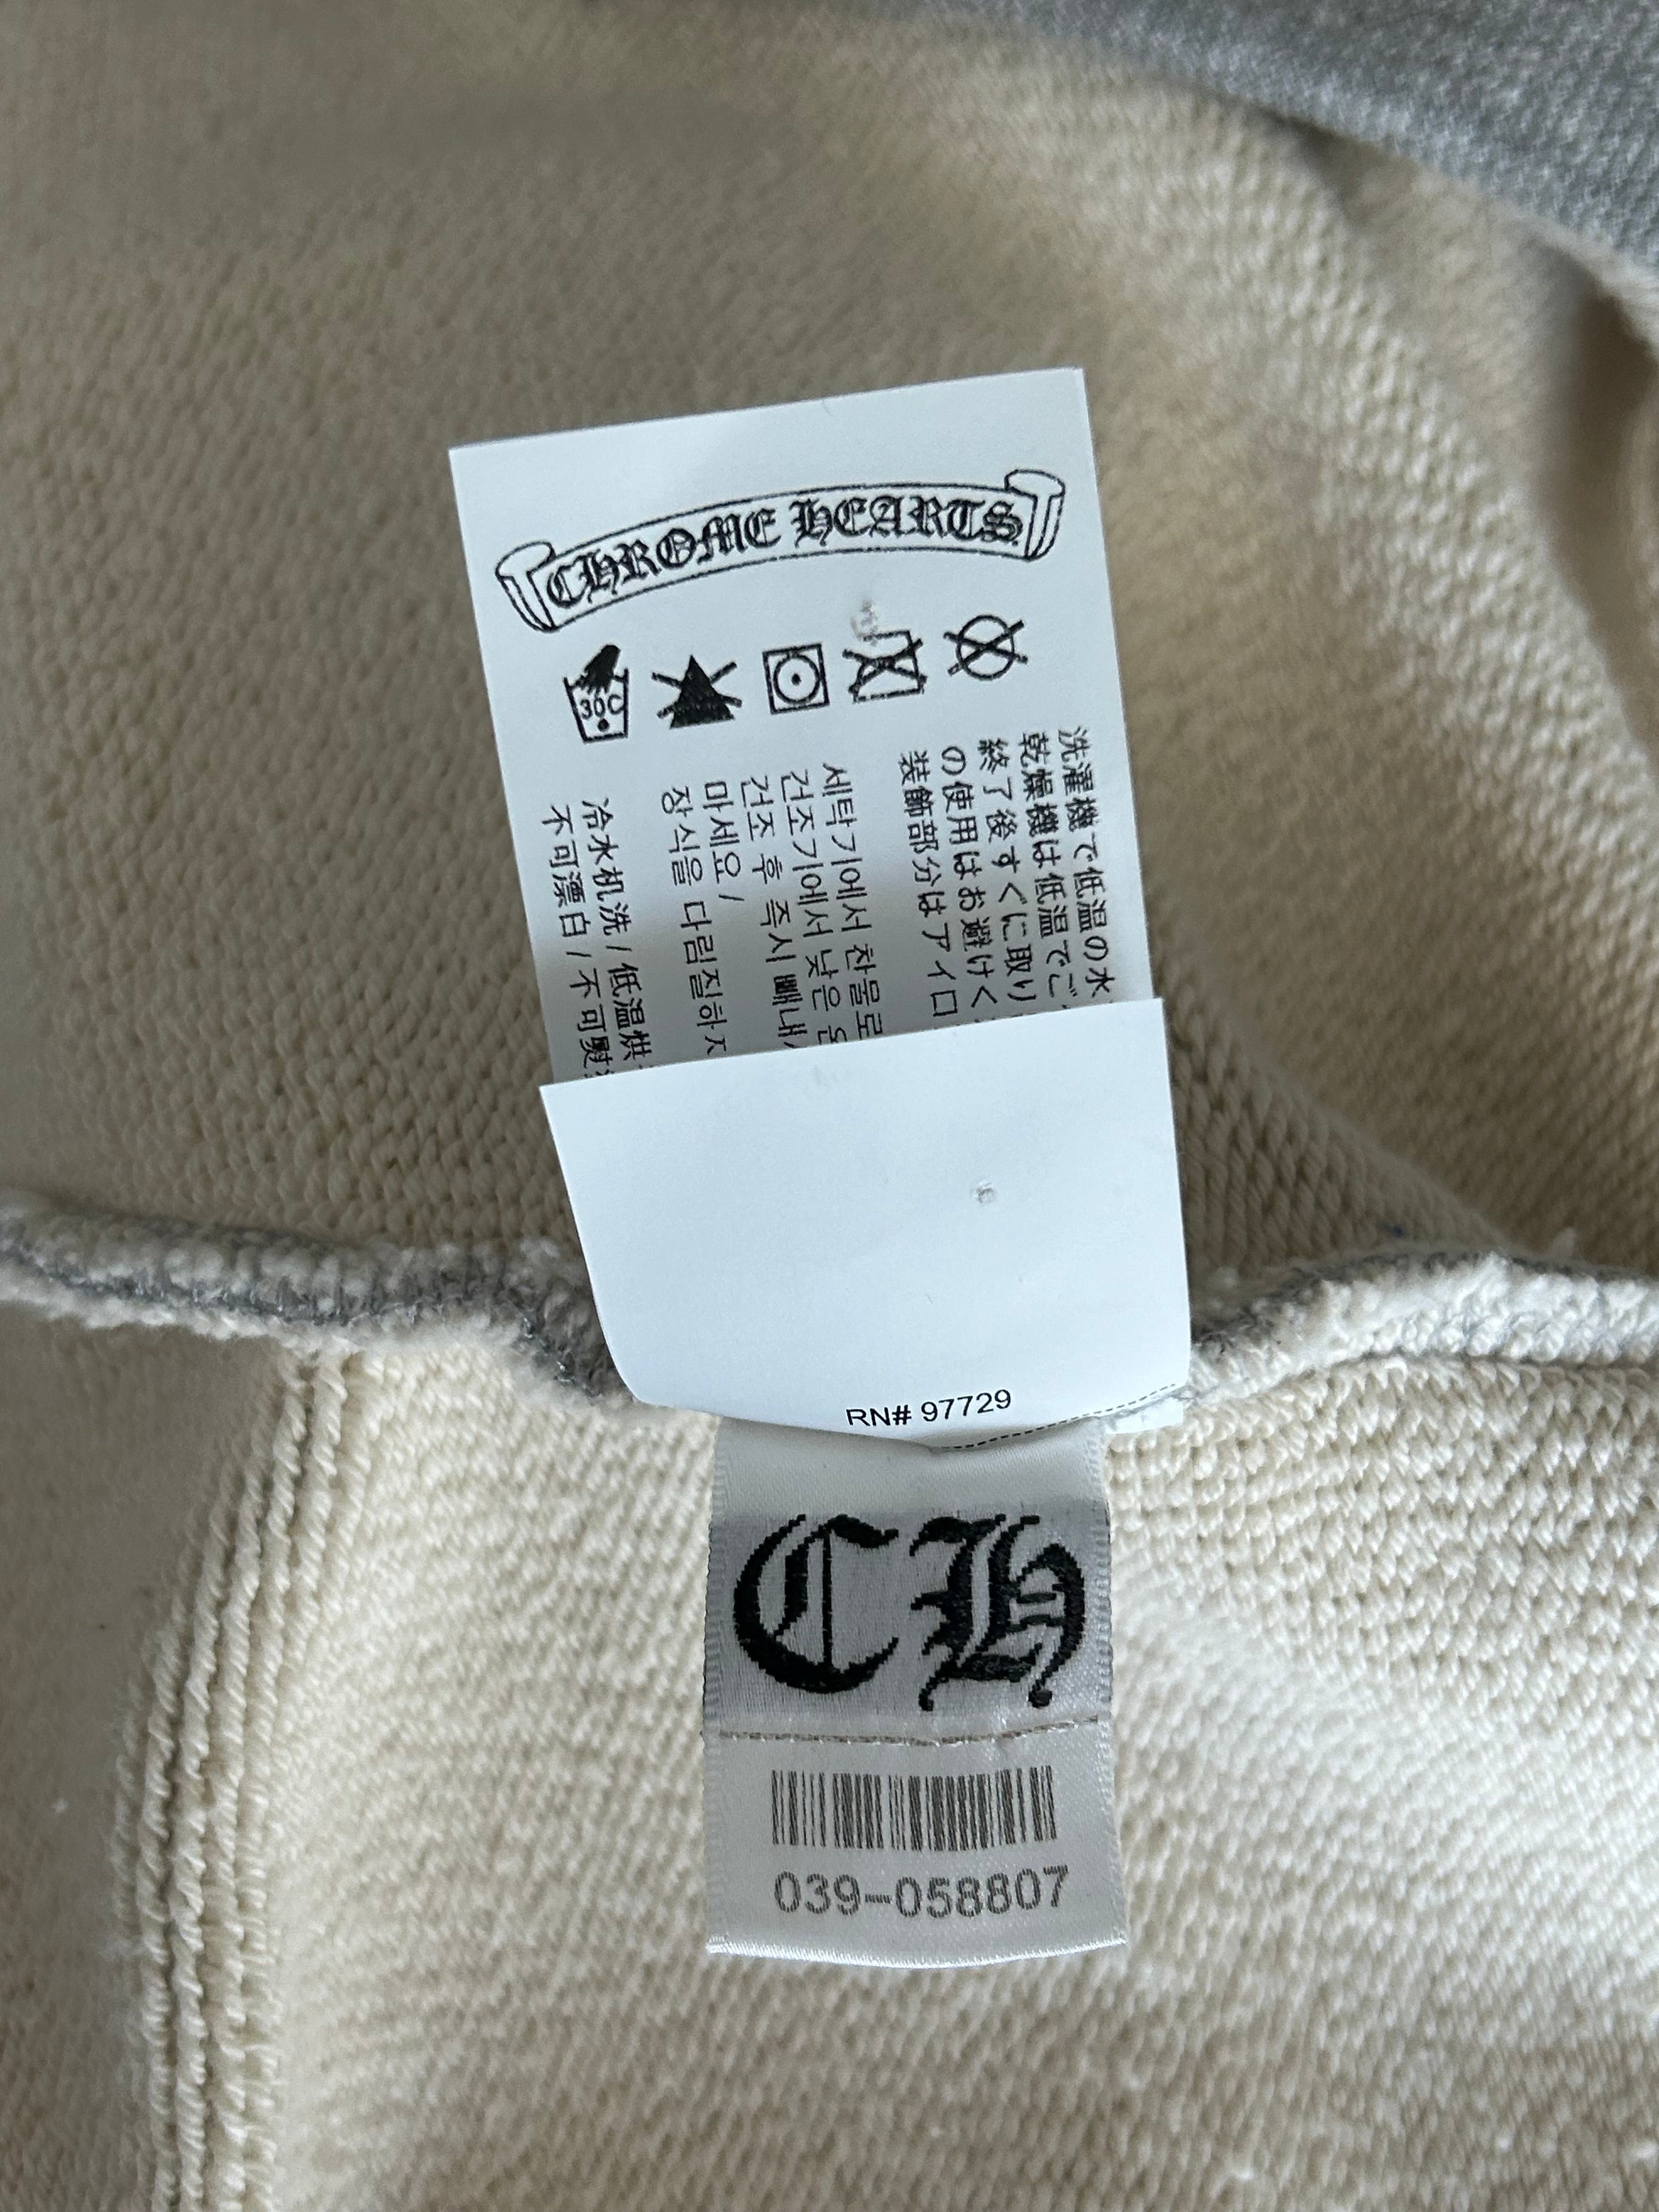 CHROME HEARTS
30C
洗濯機で低温の水
乾燥機は低温でご
終了後すぐに取り
の使用はお避けく
装飾部分はアイロ
세탁기에서 찬물로
건조기에서 낮은 온
건조 후 즉시 빼내
마세요 /
장식을 다림질하지
冷水机洗 / 低温烘
不可漂白 / 不可熨
RN# 97729
CH
039-058807